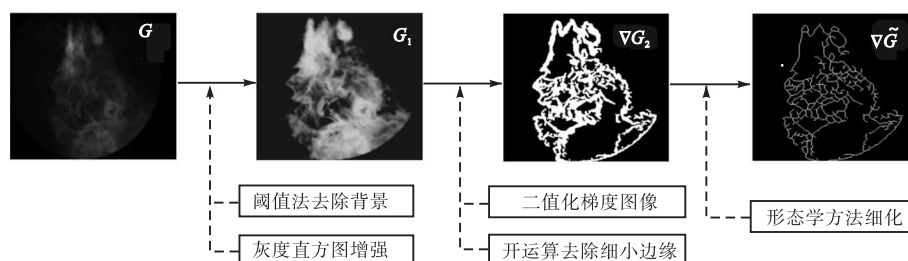 G
G₁
∇G₂
∇G̃
阈值法去除背景
灰度直方图增强
二值化梯度图像
开运算去除细小边缘
形态学方法细化